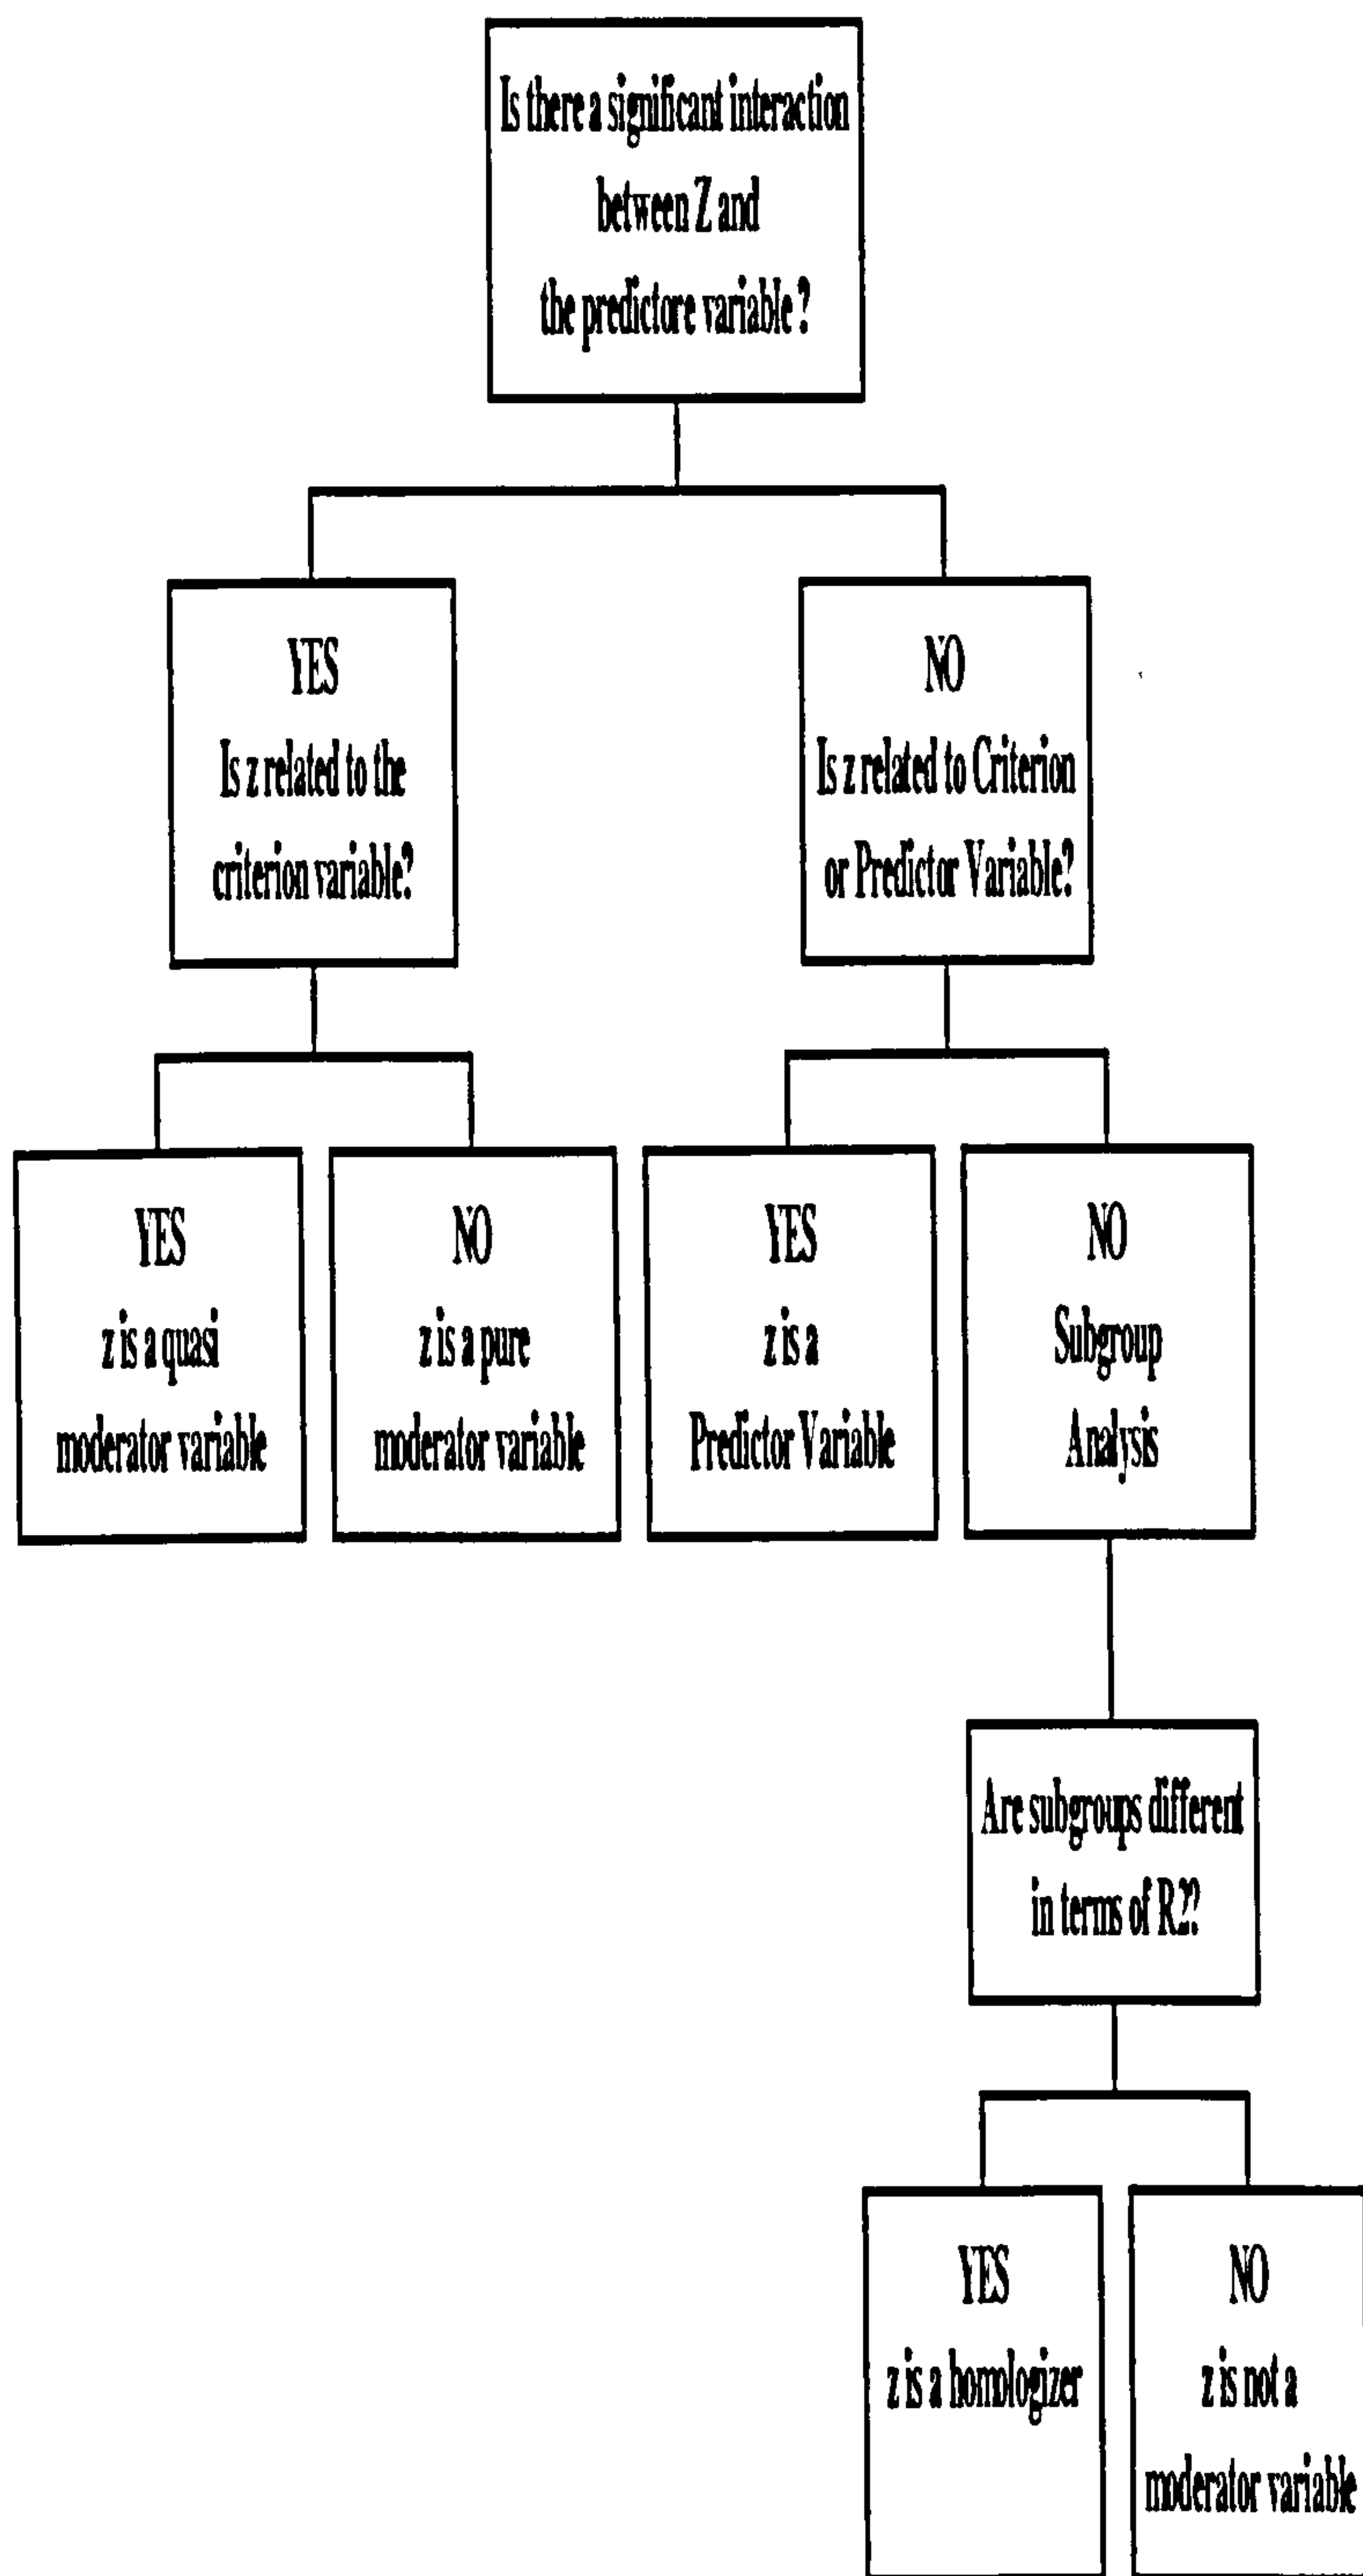 Is there a significant interaction
between Z and
the predictore variable ?
YES
Is z related to the
criterion variable?
NO
Is z related to Criterion
or Predictor Variable?
YES
z is a quasi
moderator variable
NO
z is a pure
moderator variable
YES
z is a
Predictor Variable
NO
Subgroup
Analysis
Are subgroups different
in terms of R2?
YES
z is a homologizer
NO
z is not a
moderator variable